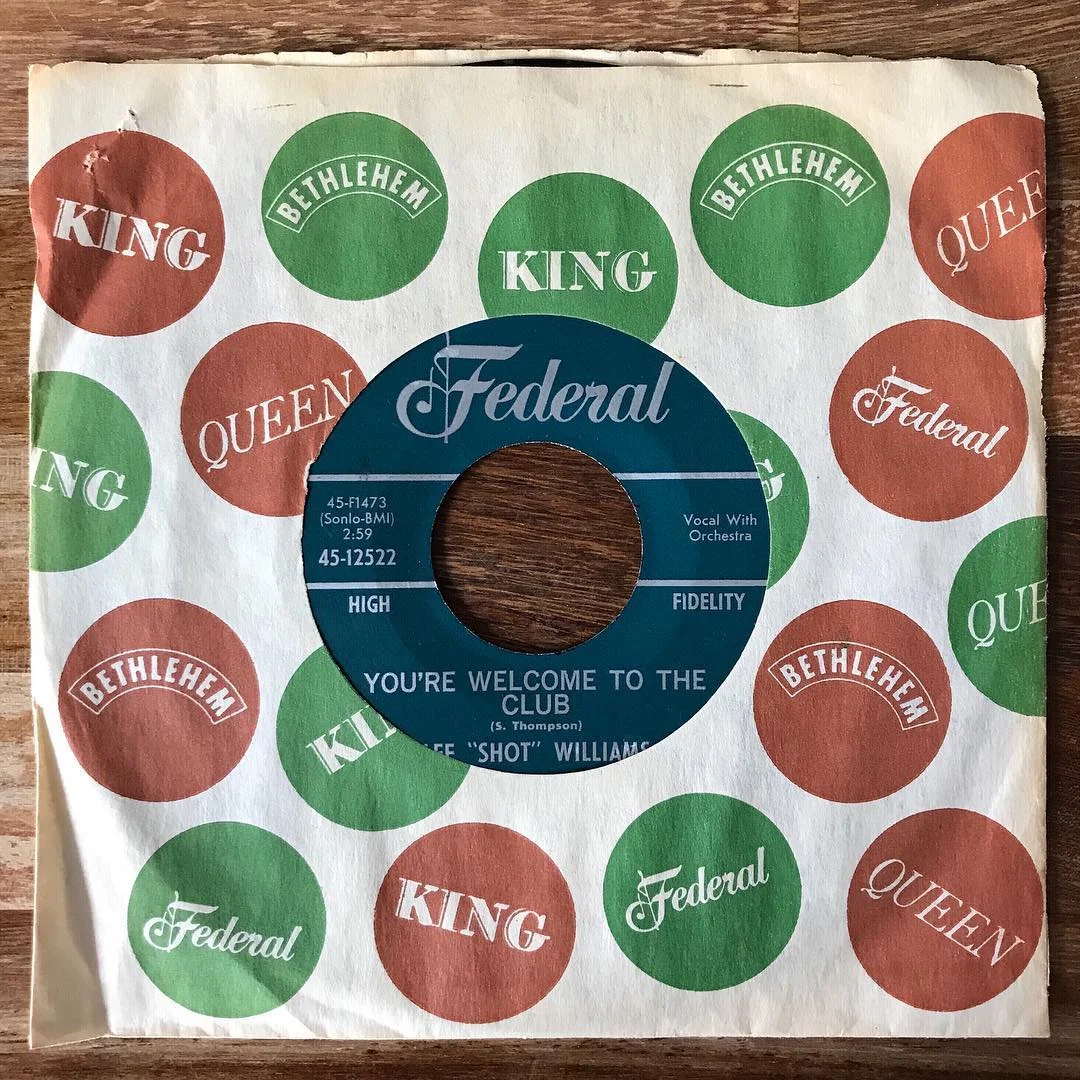 BETHLEHEM
BETHLEHEM
KING
KING
QUEE
QUEEN
Federal
Federal
NG
G
45-F1473
(Sonlo-BMI)
2:59
45-12522
Vocal With
Orchestra
HIGH
FIDELITY
QUE
BETHLEHEM
BETHLEHEM
YOU'RE WELCOME TO THE
CLUB
(S. Thompson)
KI
LEE "SHOT" WILLIAMS
Federal
KING
Federal
QUEEN